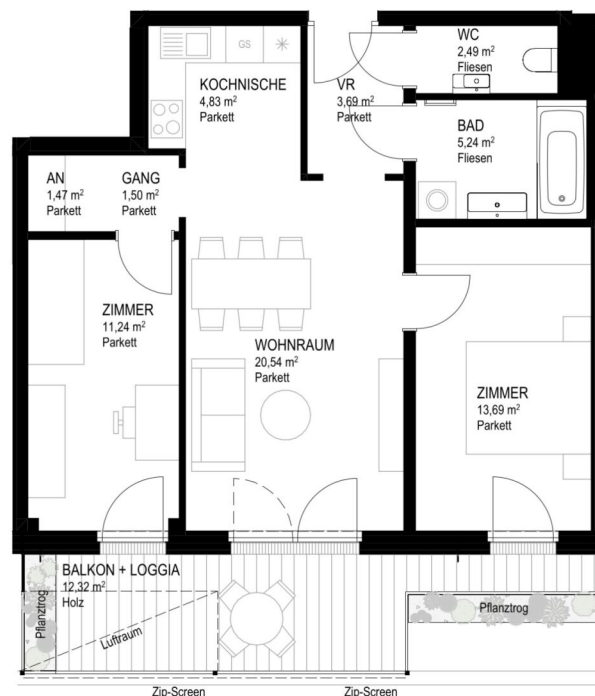 WC
2,49 m²
Fliesen
GS
KOCHNISCHE
4,83 m²
Parkett
VR
3,69 m²
Parkett
BAD
5,24 m²
Fliesen
AN
1,47 m²
Parkett
GANG
1,50 m²
Parkett
ZIMMER
11,24 m²
Parkett
WOHNRAUM
20,54 m²
Parkett
ZIMMER
13,69 m²
Parkett
BALKON + LOGGIA
12,32 m²
Holz
Pflanztrog
Luftraum
Pflanztrog
Zip-Screen
Zip-Screen